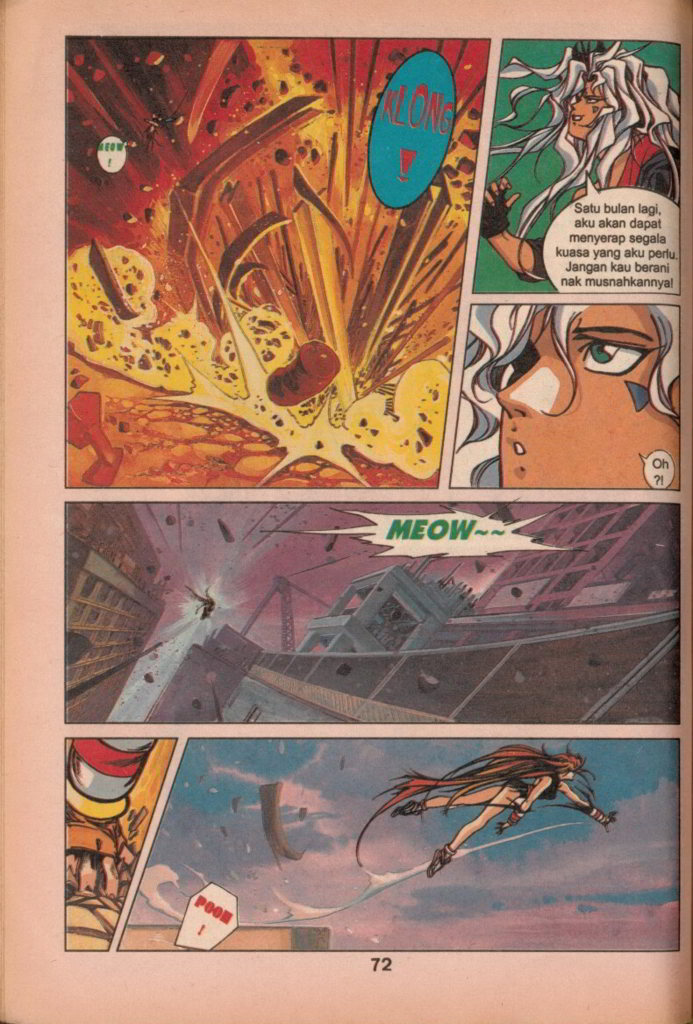 MEOW
!
KLONG
!
Satu bulan lagi,
aku akan dapat
menyerap segala
kuasa yang aku perlu.
Jangan kau berani
nak musnahkannya!
Oh
?!
MEOW~~
POOH
!
72